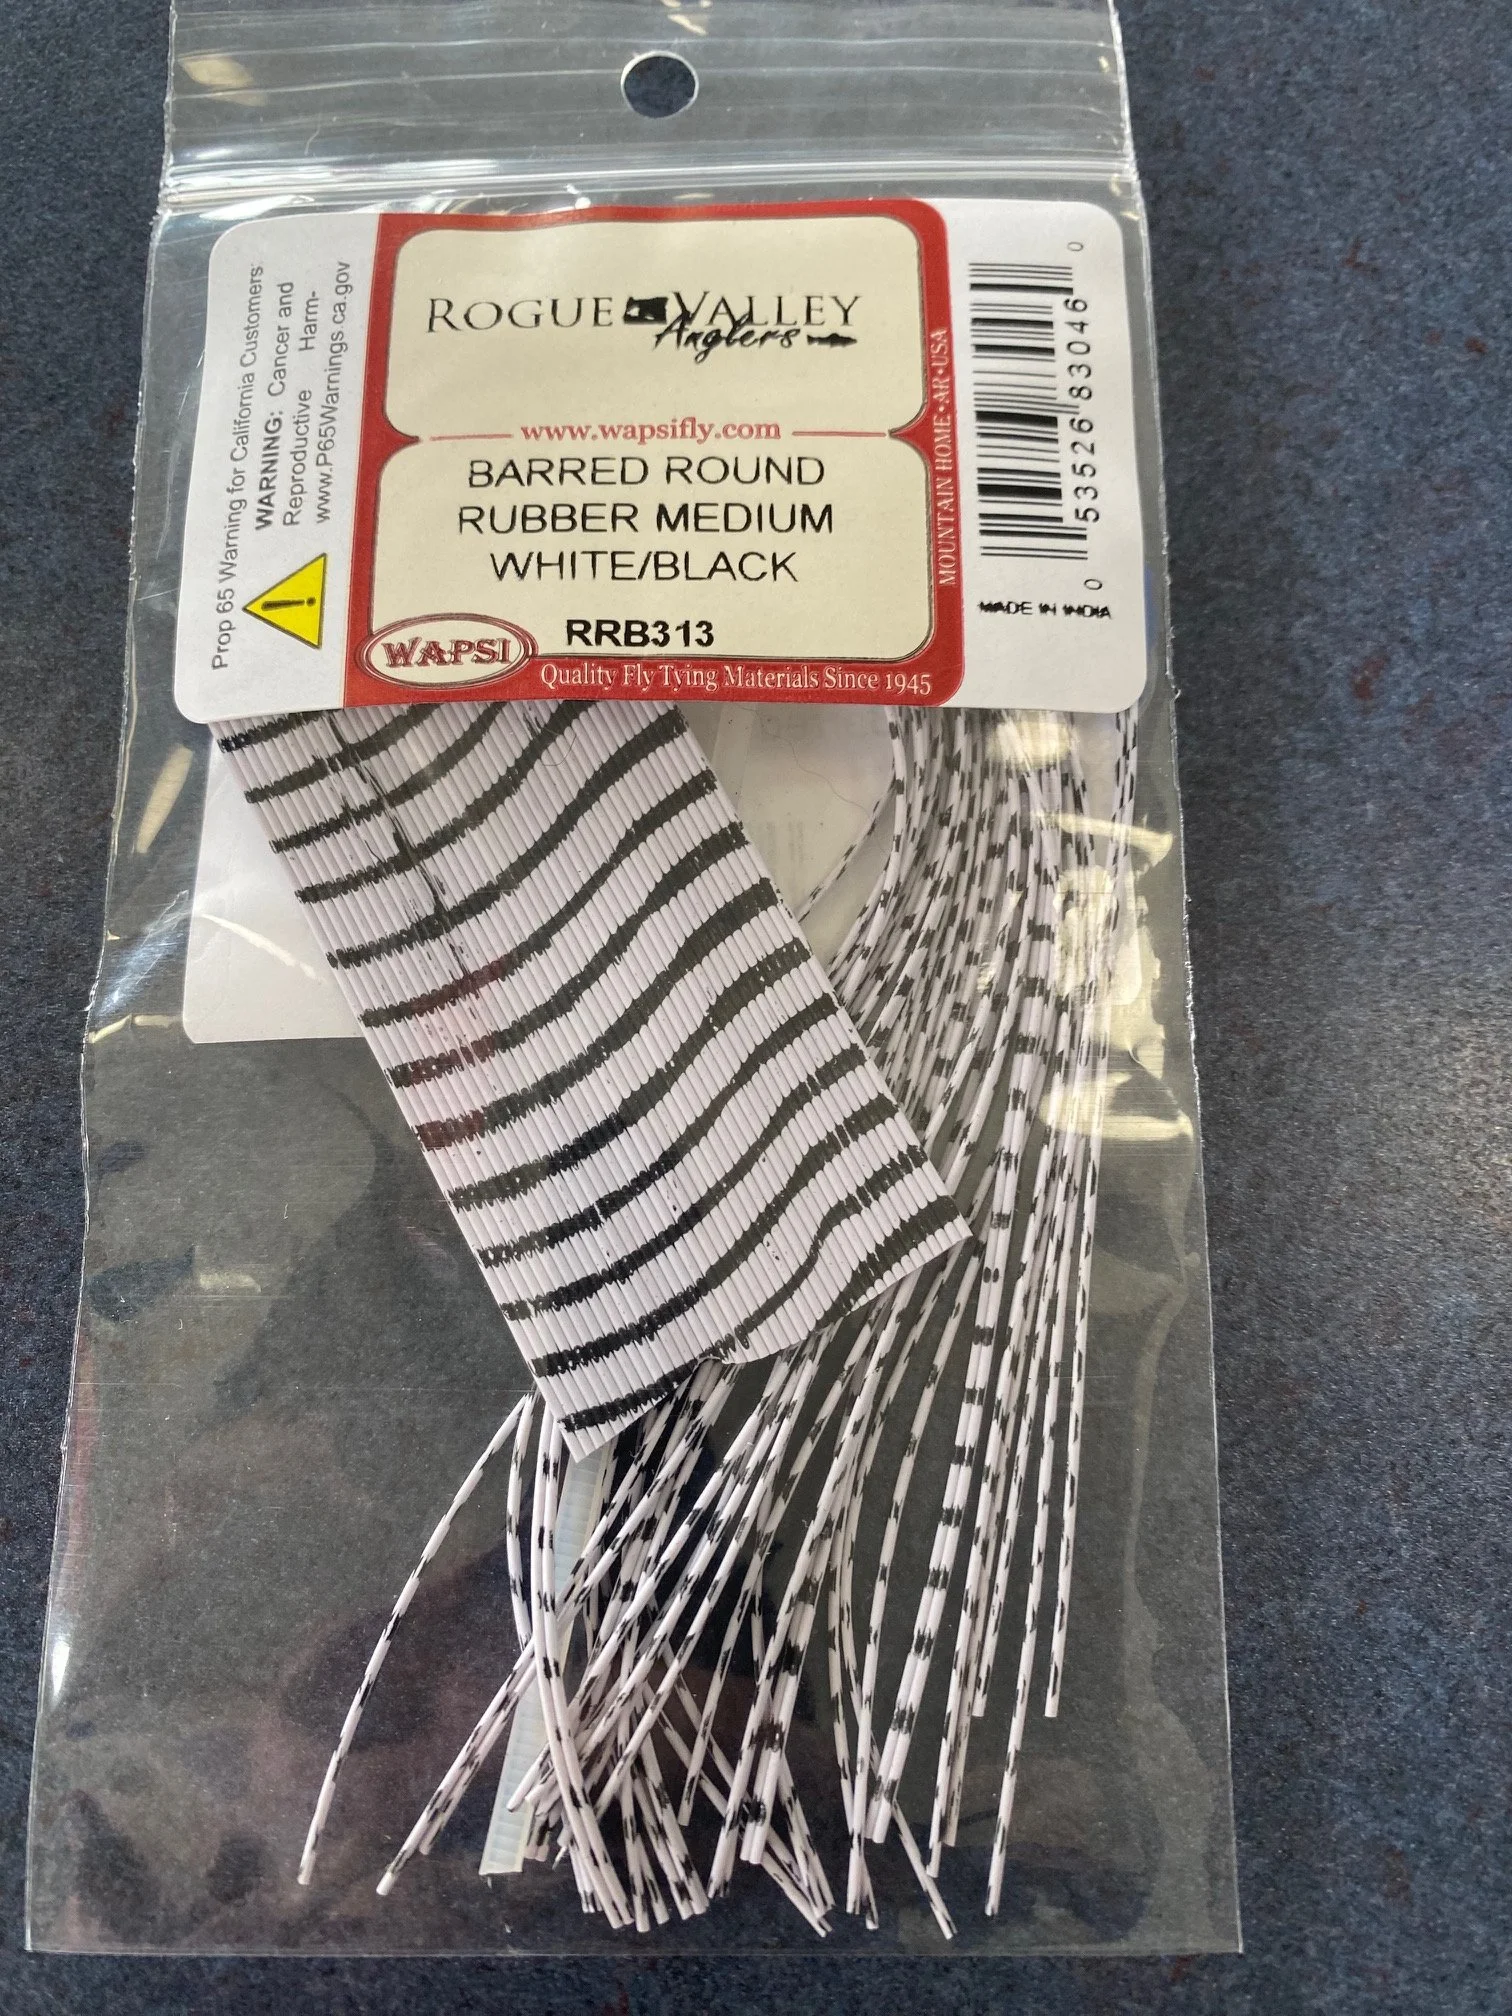 Prop 65 Warning for California Customers:
WARNING: Cancer and
Reproductive Harm-
www.P65Warnings.ca.gov
ROGUE VALLEY
Anglers
www.wapsifly.com
BARRED ROUND
RUBBER MEDIUM
WHITE/BLACK
RRB313
WAPSI
Quality Fly Tying Materials Since 1945
MOUNTAIN HOME•AR•USA
0 53526 83046 0
MADE IN INDIA